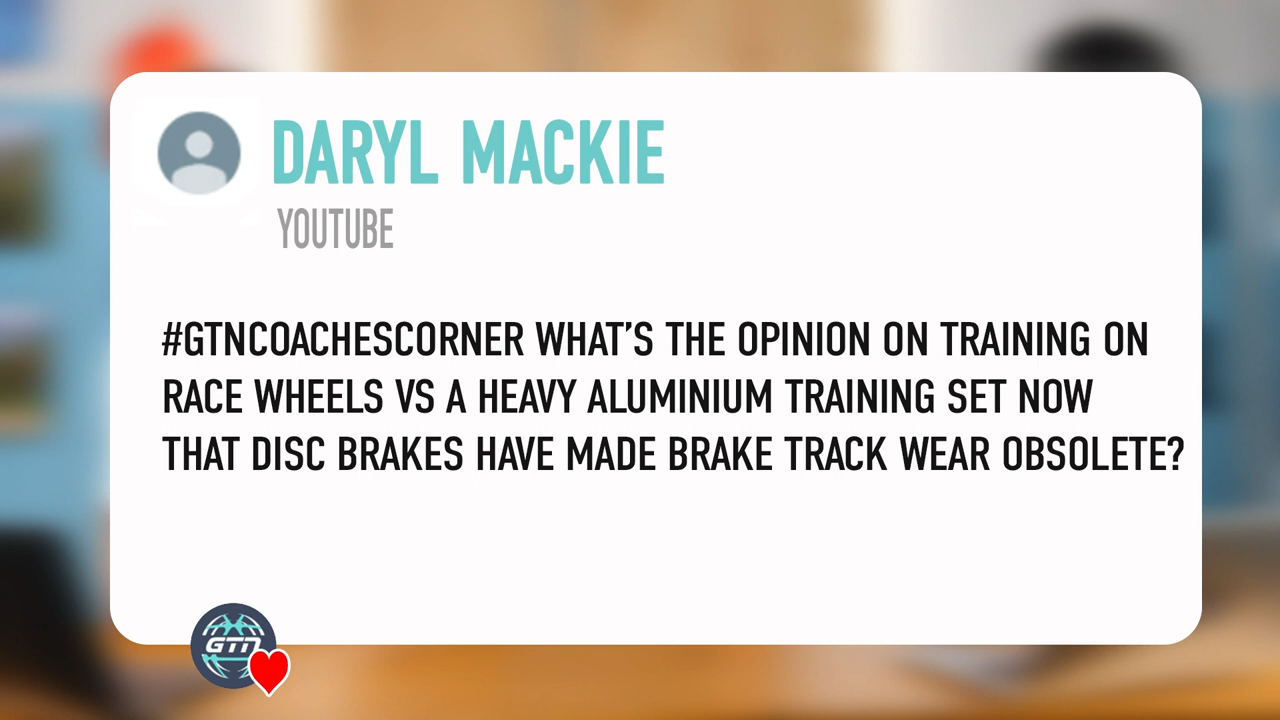 DARYL MACKIE
YOUTUBE
#GTNCOACHESCORNER WHAT'S THE OPINION ON TRAINING ON
RACE WHEELS VS A HEAVY ALUMINIUM TRAINING SET NOW
THAT DISC BRAKES HAVE MADE BRAKE TRACK WEAR OBSOLETE?
GTN